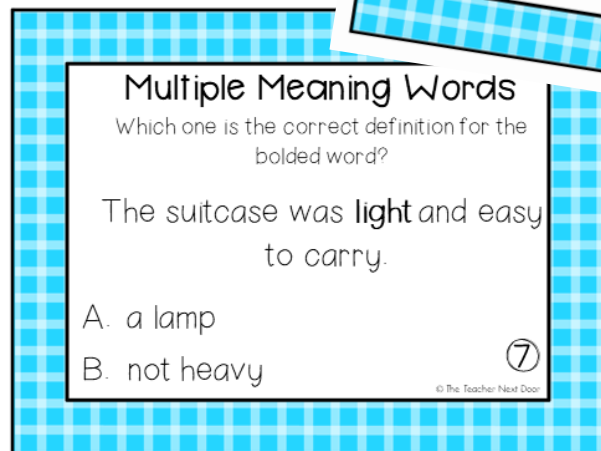 Multiple Meaning Words
Which one is the correct definition for the
bolded word?
The suitcase was light and easy
to carry.
A. a lamp
B. not heavy
7
© The Teacher Next Door